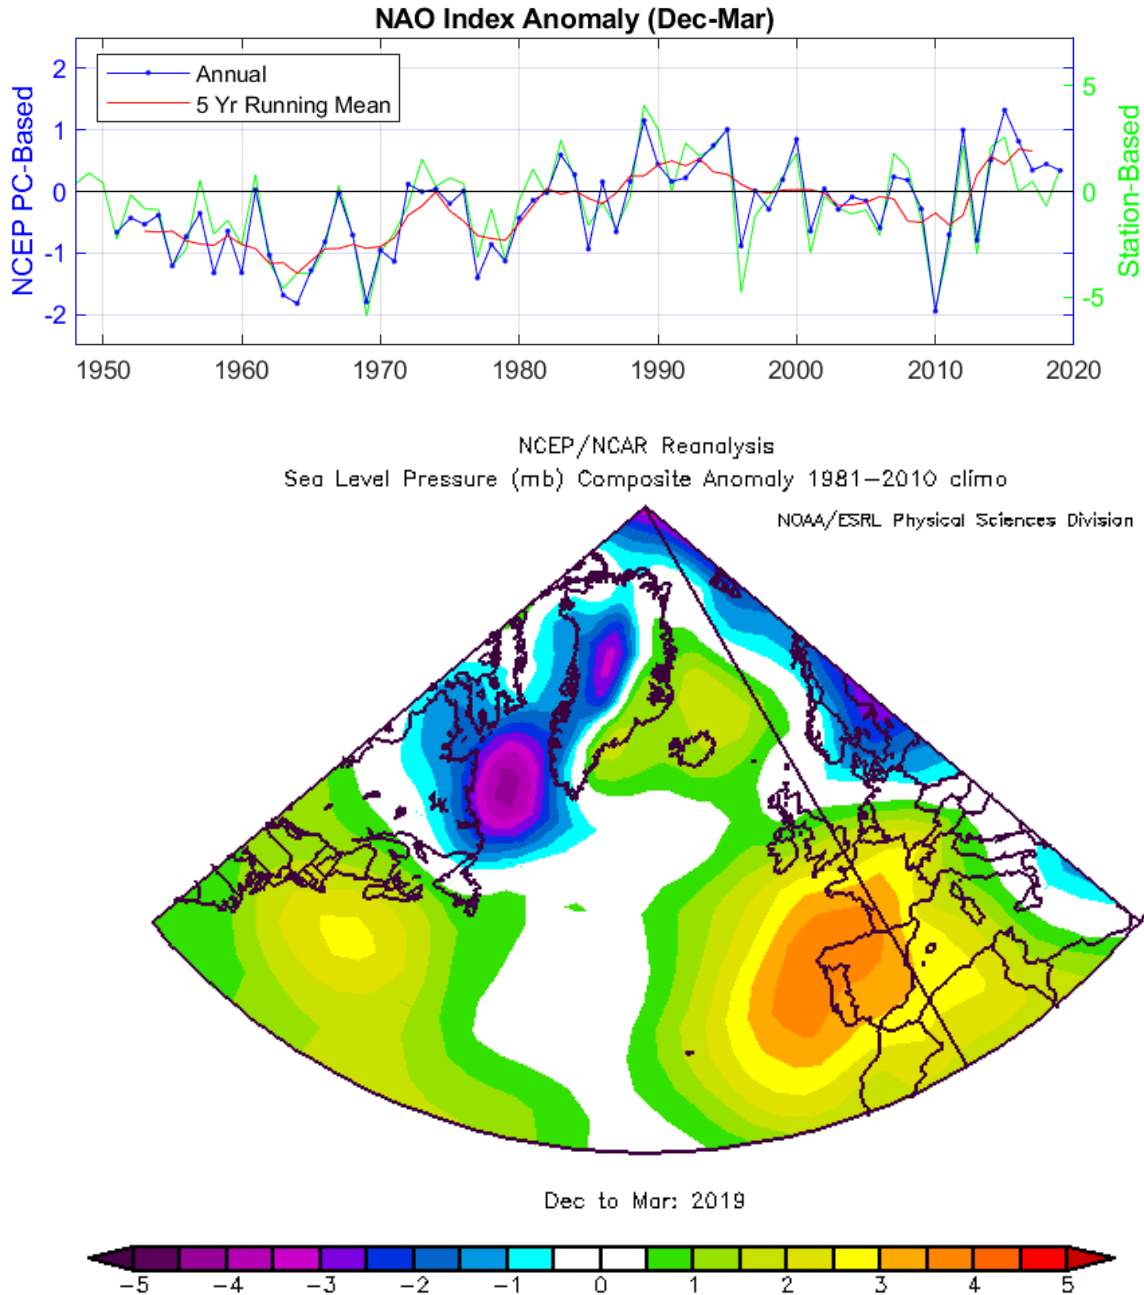 NAO Index Anomaly (Dec-Mar)
NCEP PC-Based
2
1
0
-1
-2
Annual
5 Yr Running Mean
5
0
-5
Station-Based
1950 1960 1970 1980 1990 2000 2010 2020
NCEP/NCAR Reanalysis
Sea Level Pressure (mb) Composite Anomaly 1981-2010 climo
NOAA/ESRL Physical Sciences Division
Dec to Mar: 2019
-5 -4 -3 -2 -1 0 1 2 3 4 5